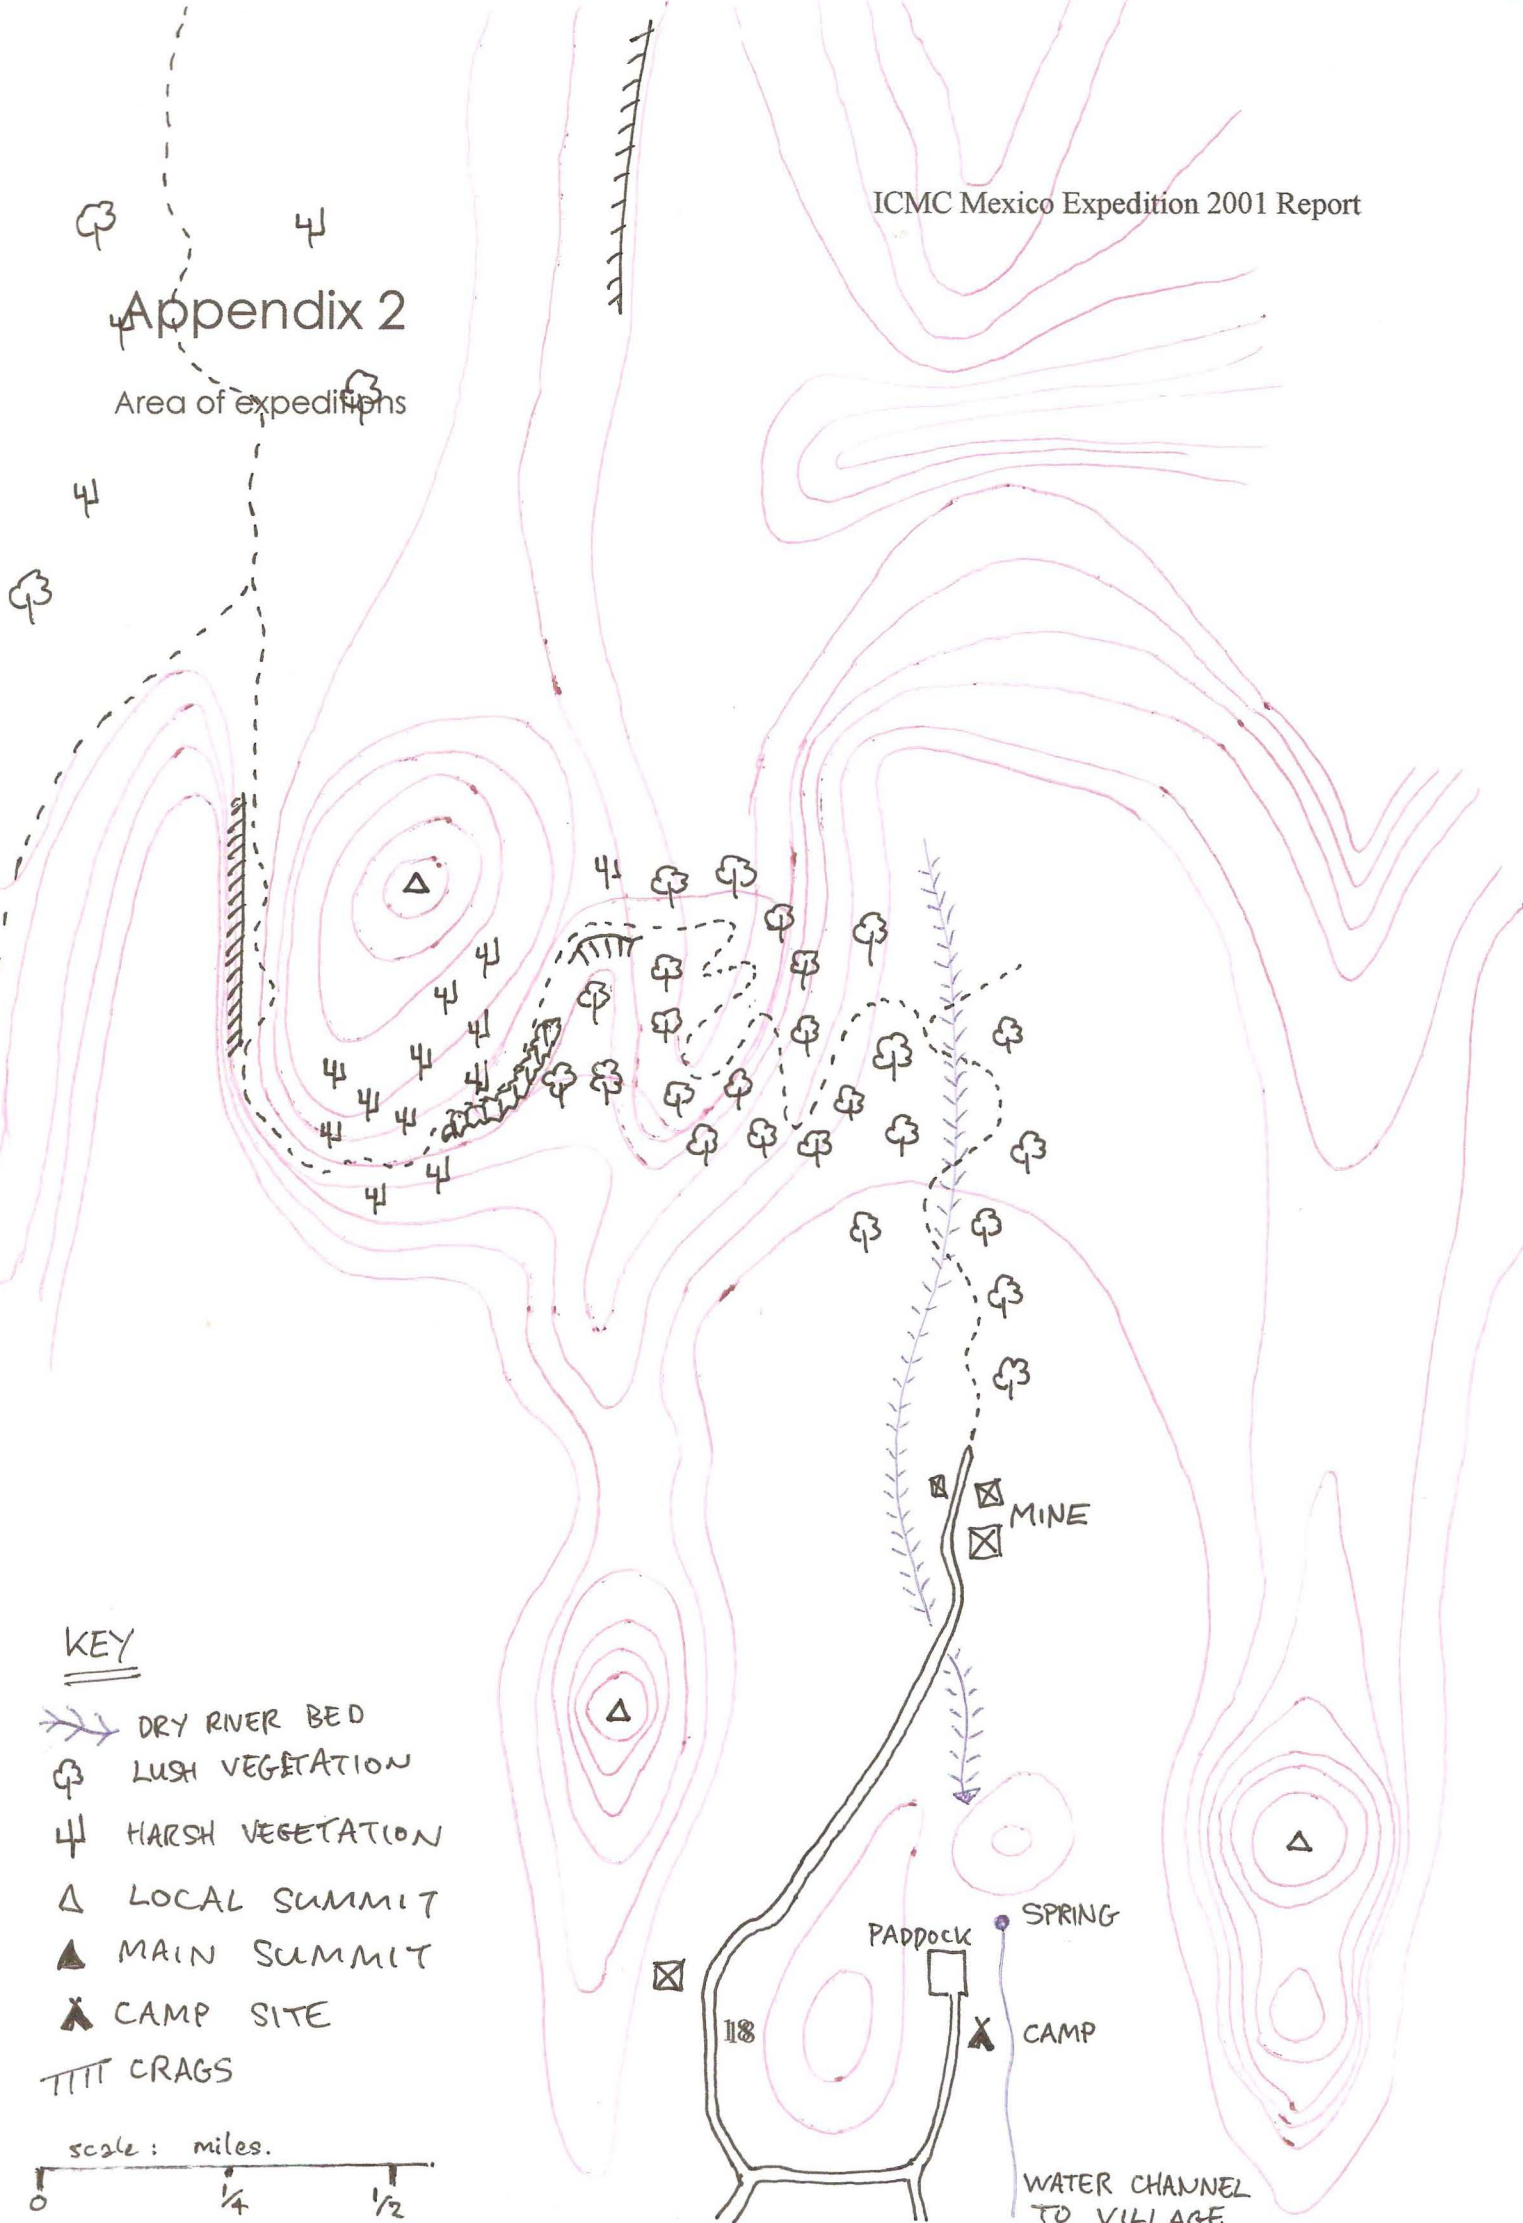 ICMC Mexico Expedition 2001 Report
Appendix 2
Area of expeditions
MINE
KEY
DRY RIVER BED
LUSH VEGETATION
HARSH VEGETATION
LOCAL SUMMIT
MAIN SUMMIT
CAMP SITE
CRAGS
scale: miles.
0 1/4 1/2
SPRING
PADDOCK
18
CAMP
WATER CHANNEL
TO VILLAGE